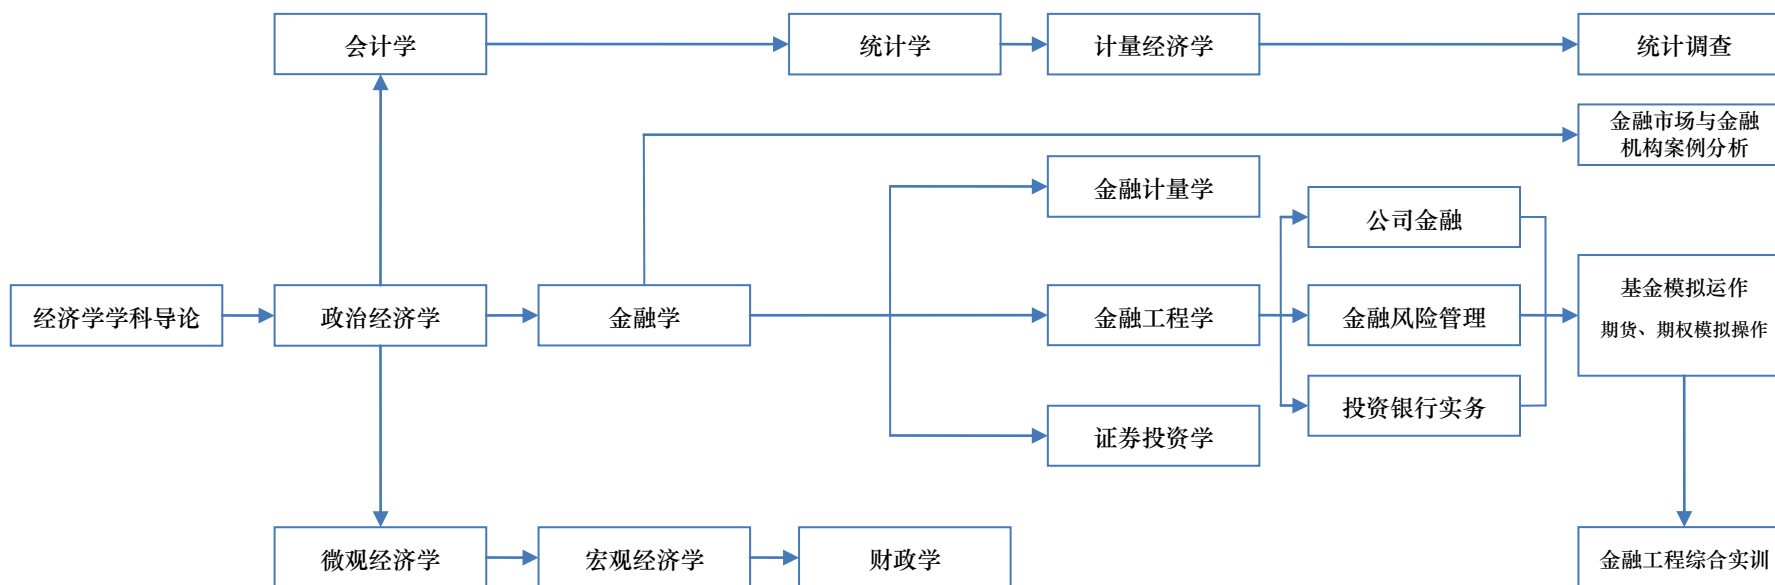 会计学
统计学
计量经济学
统计调查
金融市场与金融
机构案例分析
金融计量学
公司金融
经济学学科导论
政治经济学
金融学
金融工程学
金融风险管理
基金模拟运作
期货、期权模拟操作
投资银行实务
证券投资学
微观经济学
宏观经济学
财政学
金融工程综合实训